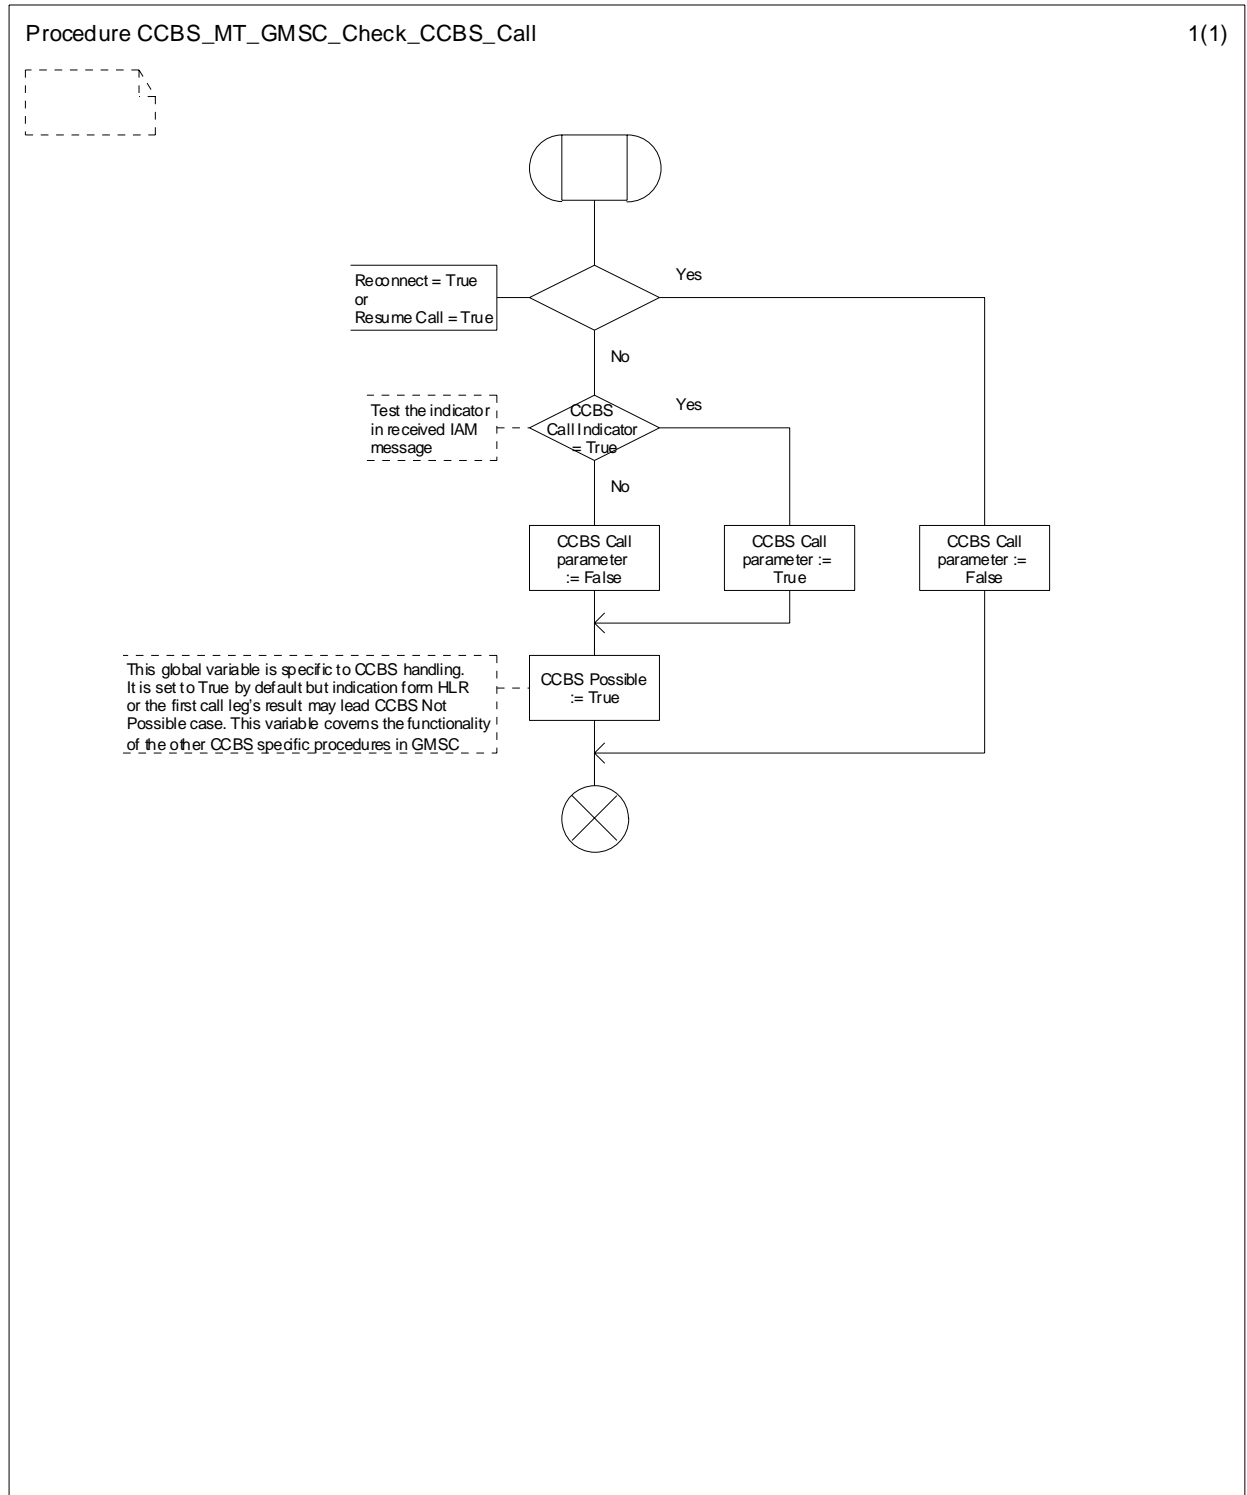 Procedure CCBS_MT_GMSC_Check_CCBS_Call
1(1)
Reconnect = True
or
Resume Call = True
Yes
No
Test the indicator
in received IAM
message
CCBS
Call Indicator
= True
Yes
No
CCBS Call
parameter
:= False
CCBS Call
parameter :=
True
CCBS Call
parameter :=
False
This global variable is specific to CCBS handling.
It is set to True by default but indication form HLR
or the first call leg's result may lead CCBS Not
Possible case. This variable coverns the functionality
of the other CCBS specific procedures in GMSC
CCBS Possible
:= True